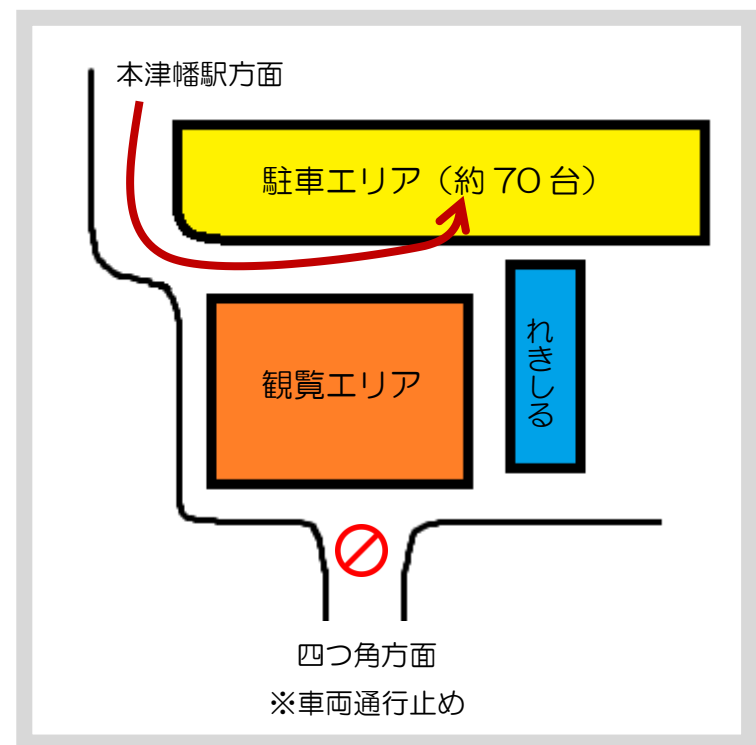 本津幡駅方面
駐車エリア（約70台）
観覧エリア
れきしる
四つ角方面
※車両通行止め